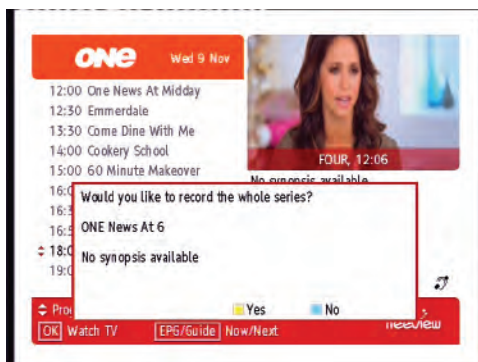 ONE Wed 9 Nov
12:00 One News At Midday
12:30 Emmerdale
13:30 Come Dine With Me
14:00 Cookery School
15:00 60 Minute Makeover
FOUR, 12:06
No synopsis available
Would you like to record the whole series?
ONE News At 6
No synopsis available
Yes No
OK Watch TV EPG/Guide Now/Next